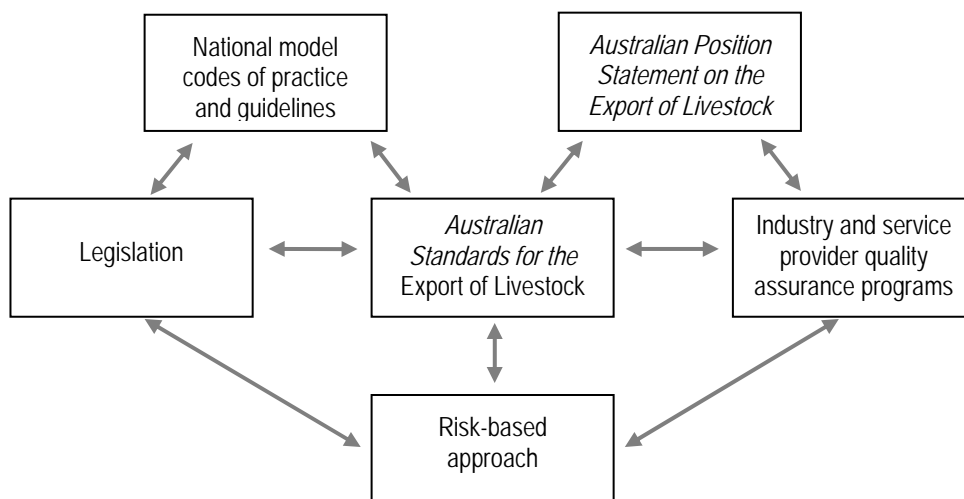 National model
codes of practice
and guidelines
Australian Position
Statement on the
Export of Livestock
Legislation
Australian
Standards for the
Export of Livestock
Industry and service
provider quality
assurance programs
Risk-based
approach